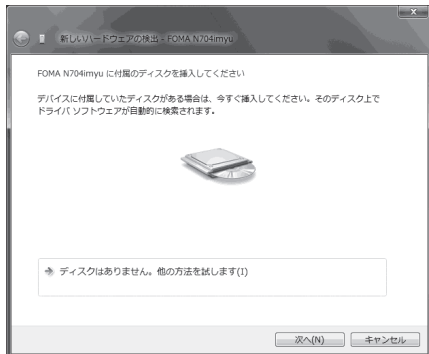 新しいハードウェアの検出 - FOMA N704imyu
FOMA N704imyu に付属のディスクを挿入してください
デバイスに付属していたディスクがある場合は、今すぐ挿入してください。そのディスク上で
ドライバ ソフトウェアが自動的に検索されます。
ディスクはありません。他の方法を試します(I)
次へ(N) キャンセル